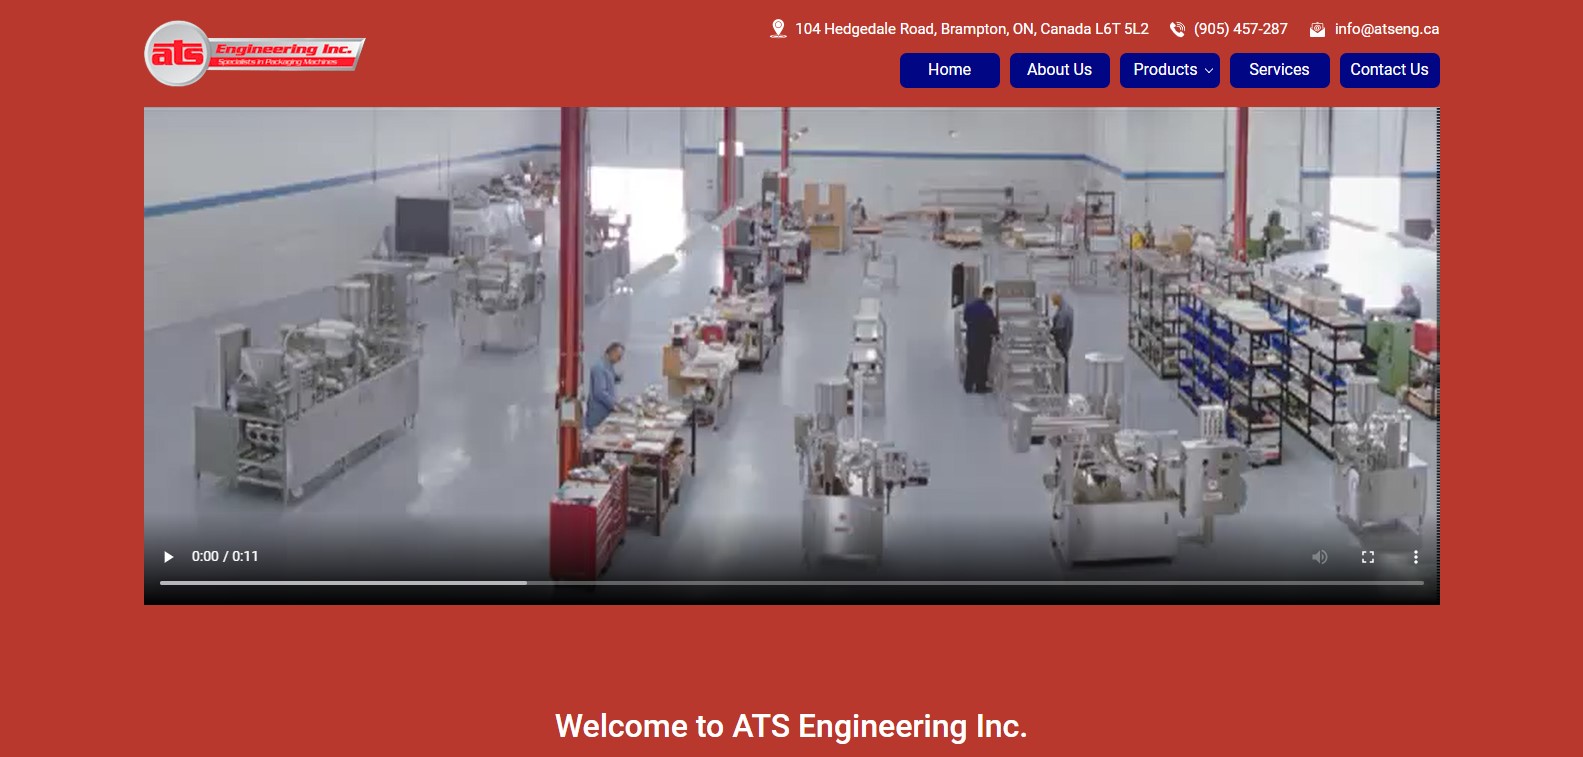 ats
Engineering Inc.
Specialists in Packaging Machines
104 Hedgedale Road, Brampton, ON, Canada L6T 5L2
(905) 457-287
info@atseng.ca
Home
About Us
Products
Services
Contact Us
0:00 / 0:11
Welcome to ATS Engineering Inc.